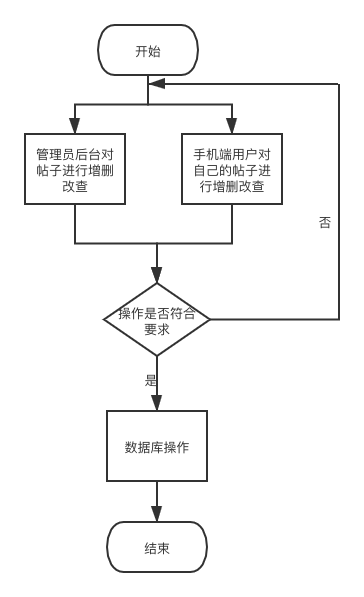 开始
管理员后台对
帖子进行增删
改查
手机端用户对
自己的帖子进
行增删改查
否
操作是否符合
要求
是
数据库操作
结束